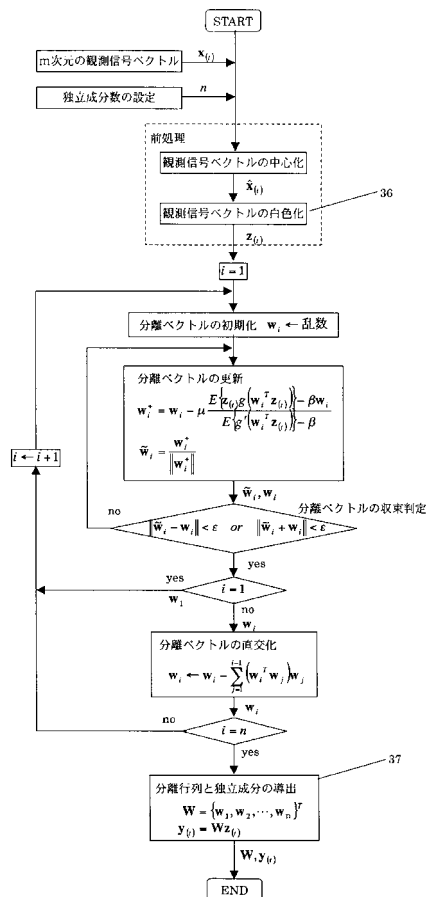 START
m次元の観測信号ベクトル
x(t)
独立成分数の設定
n
前処理
観測信号ベクトルの中心化
x̂(t)
観測信号ベクトルの白色化
36
z(t)
i = 1
分離ベクトルの初期化 wᵢ ← 乱数
分離ベクトルの更新
wᵢ⁺ = wᵢ − μ (E{z(t) g(wᵢᵀ z(t))} − βwᵢ) / (E{g′(wᵢᵀ z(t))} − β)
w̃ᵢ = wᵢ⁺ / ‖wᵢ⁺‖
i ← i + 1
w̃ᵢ, wᵢ
分離ベクトルの収束判定
no
‖w̃ᵢ − wᵢ‖ < ε or ‖w̃ᵢ + wᵢ‖ < ε
yes
yes
i = 1
w₁
no
wᵢ
分離ベクトルの直交化
wᵢ ← wᵢ − ∑ⱼ₌₁ⁱ⁻¹ (wᵢᵀ wⱼ) wⱼ
wᵢ
no
i = n
yes
37
分離行列と独立成分の導出
W = {w₁, w₂, ⋯, wₙ}ᵀ
y(t) = Wz(t)
W, y(t)
END